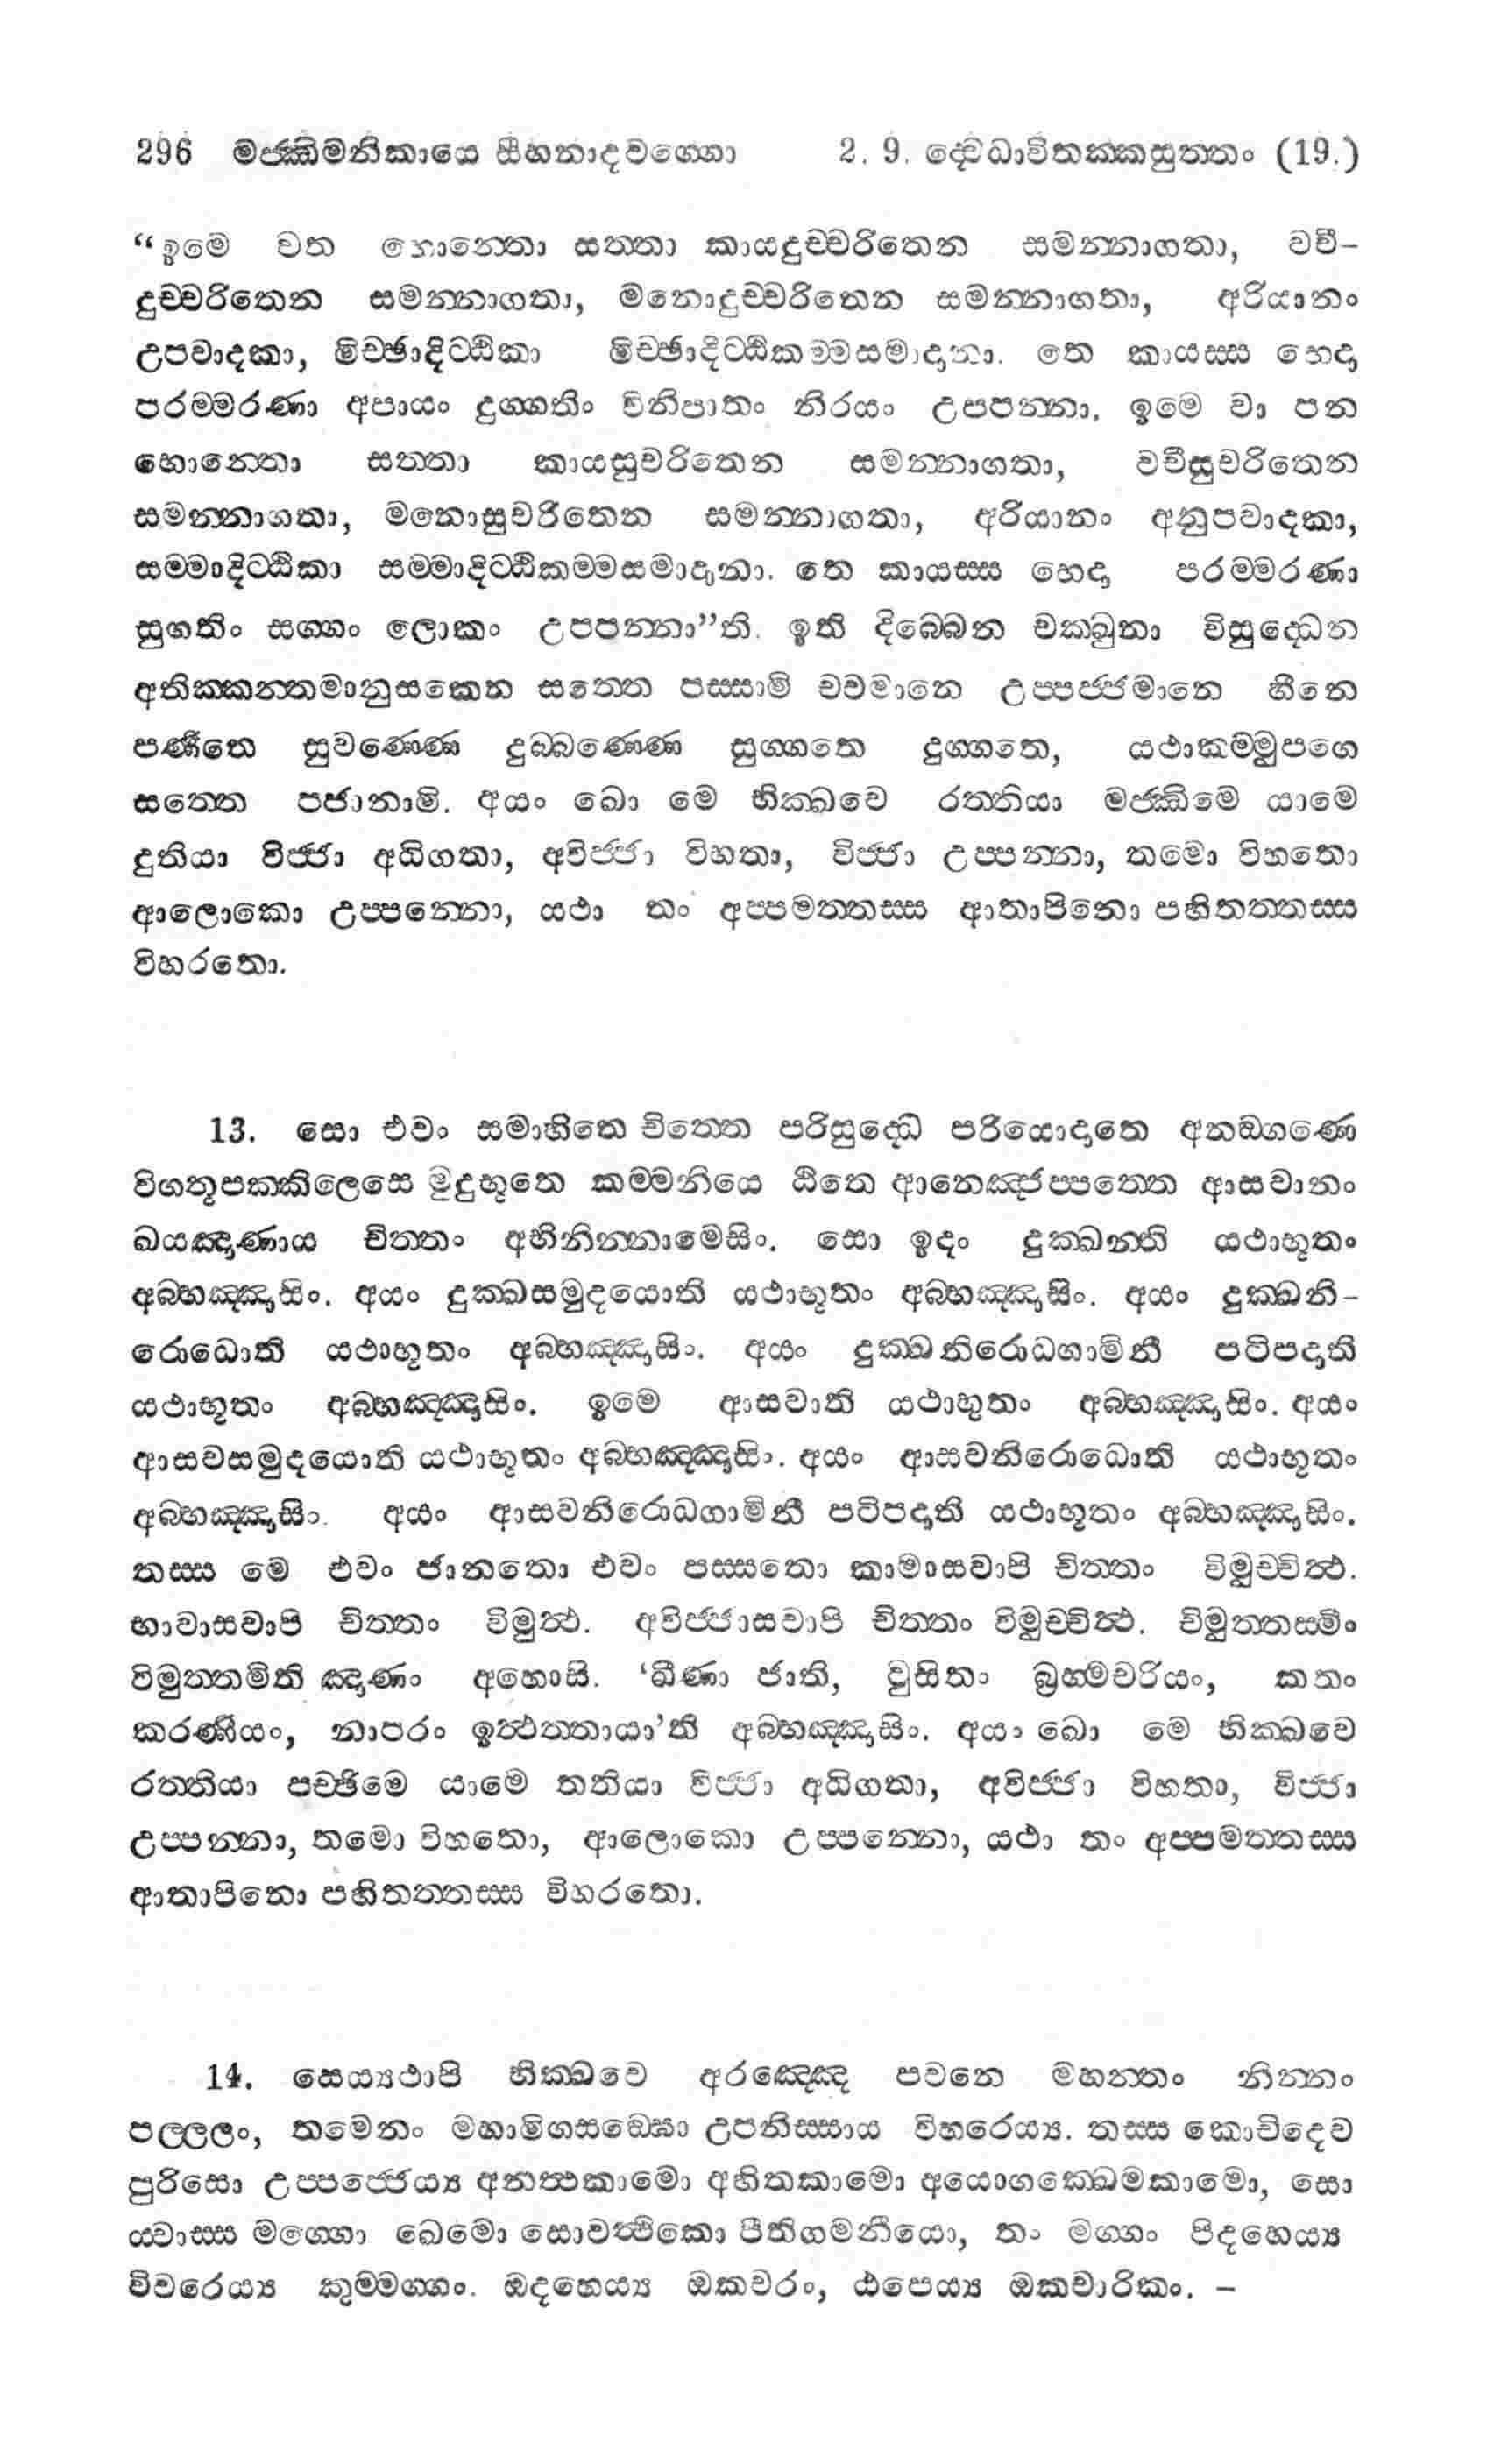 296 මජ්ඣිමනිකායෙ සීහනාදවග්ගො 2. 9. ද්වෙධාවිතක්කසුත්තං (19.)
“ඉමෙ වත භොන්තො සත්තා කායදුච්චරිතෙන සමන්නාගතා, වචී–
දුච්චරිතෙන සමන්නාගතා, මනොදුච්චරිතෙන සමන්නාගතා, අරියානං
උපවාදකා, මිච්ඡාදිට්ඨිකා මිච්ඡාදිට්ඨිකම්මසමාදානා. තෙ කායස්ස භෙදා
පරම්මරණා අපායං දුග්ගතිං විනිපාතං නිරයං උපපන්නා. ඉමෙ වා පන
භොන්තො සත්තා කායසුචරිතෙන සමන්නාගතා, වචීසුචරිතෙන
සමන්නාගතා, මනොසුචරිතෙන සමන්නාගතා, අරියානං අනුපවාදකා,
සම්මාදිට්ඨිකා සම්මාදිට්ඨිකම්මසමාදානා. තෙ කායස්ස භෙදා පරම්මරණා
සුගතිං සග්ගං ලොකං උපපන්නා”ති. ඉති දිබ්බෙන චක්ඛුනා විසුද්ධෙන
අතික්කන්තමානුසකෙන සත්තෙ පස්සාමි චවමානෙ උප්පජ්ජමානෙ හීනෙ
පණීතෙ සුවණ්ණෙ දුබ්බණ්ණෙ සුග්ගතෙ දුග්ගතෙ, යථාකම්මුපගෙ
සත්තෙ පජානාමි. අයං ඛො මෙ භික්ඛවෙ රත්තියා මජ්ඣිමෙ යාමෙ
දුතියා විජ්ජා අධිගතා, අවිජ්ජා විහතා, විජ්ජා උප්පන්නා, තමො විහතො
ආලොකො උප්පන්නො, යථා තං අප්පමත්තස්ස ආතාපිනො පහිතත්තස්ස
විහරතො.
13. සො එවං සමාහිතෙ චිත්තෙ පරිසුද්ධෙ පරියොදාතෙ අනඞ්ගණෙ
විගතූපක්කිලෙසෙ මුදුභූතෙ කම්මනියෙ ඨිතෙ ආනෙඤ්ජප්පත්තෙ ආසවානං
ඛයඤාණාය චිත්තං අභිනින්නාමෙසිං. සො ඉදං දුක්ඛන්ති යථාභූතං
අබ්භඤ්ඤාසිං. අයං දුක්ඛසමුදයොති යථාභූතං අබ්භඤ්ඤාසිං. අයං දුක්ඛනි–
රොධොති යථාභූතං අබ්භඤ්ඤාසිං. අයං දුක්ඛනිරොධගාමිනී පටිපදාති
යථාභූතං අබ්භඤ්ඤාසිං. ඉමෙ ආසවාති යථාභුතං අබ්භඤ්ඤාසිං. අයං
ආසවසමුදයොති යථාභූතං අබ්භඤ්ඤාසිං. අයං ආසවනිරොධොති යථාභූතං
අබ්භඤ්ඤාසිං. අයං ආසවනිරොධගාමිනී පටිපදාති යථාභූතං අබ්භඤ්ඤාසිං.
තස්ස මෙ එවං ජානතො එවං පස්සතො කාමාසවාපි චිත්තං විමුච්චිත්ථ.
භාවාසවාපි චිත්තං විමුත්ථ. අවිජ්ජාසවාපි චිත්තං විමුච්චිත්ථ. විමුත්තස්මිං
විමුත්තමිති ඤාණං අහොසි. ‘ඛීණා ජාති, වුසිතං බ්‍රහ්මචරියං, කතං
කරණීයං, නාපරං ඉත්ථත්තායා’ති අබ්භඤ්ඤාසිං. අයං ඛො මෙ භික්ඛවෙ
රත්තියා පච්ඡිමෙ යාමෙ තතියා විජ්ජා අධිගතා, අවිජ්ජා විහතා, විජ්ජා
උප්පන්නා, තමො විහතො, ආලොකො උප්පන්නො, යථා තං අප්පමත්තස්ස
ආතාපිනො පහිතත්තස්ස විහරතො.
14. සෙය්‍යථාපි භික්ඛවෙ අරඤ්ඤෙ පවනෙ මහන්තං නින්නං
පල්ලලං, තමෙනං මහාමිගසඞ්ඝො උපනිස්සාය විහරෙය්‍ය. තස්ස කොචිදෙව
පුරිසො උප්පජ්ජෙය්‍ය අනත්ථකාමො අහිතකාමො අයොගක්ඛෙමකාමො, සො
ය්වාස්ස මග්ගො ඛෙමො සොවත්ථිකො පීතිගමනීයො, තං මග්ගං පිදහෙය්‍ය
විවරෙය්‍ය කුම්මග්ගං. ඔදහෙය්‍ය ඔකචරං, ඨපෙය්‍ය ඔකචාරිකං. –